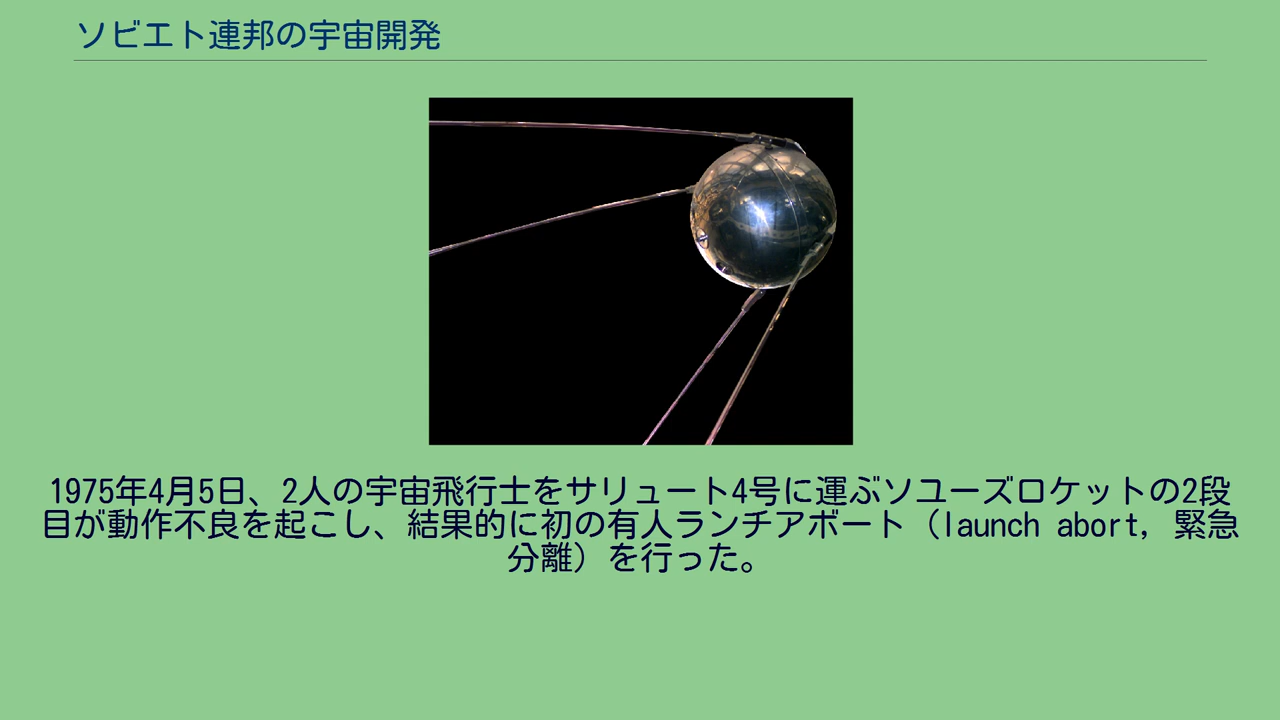 ソビエト連邦の宇宙開発
1975年4月5日、2人の宇宙飛行士をサリュート4号に運ぶソユーズロケットの2段
目が動作不良を起こし、結果的に初の有人ランチアボート（launch abort, 緊急
分離）を行った。